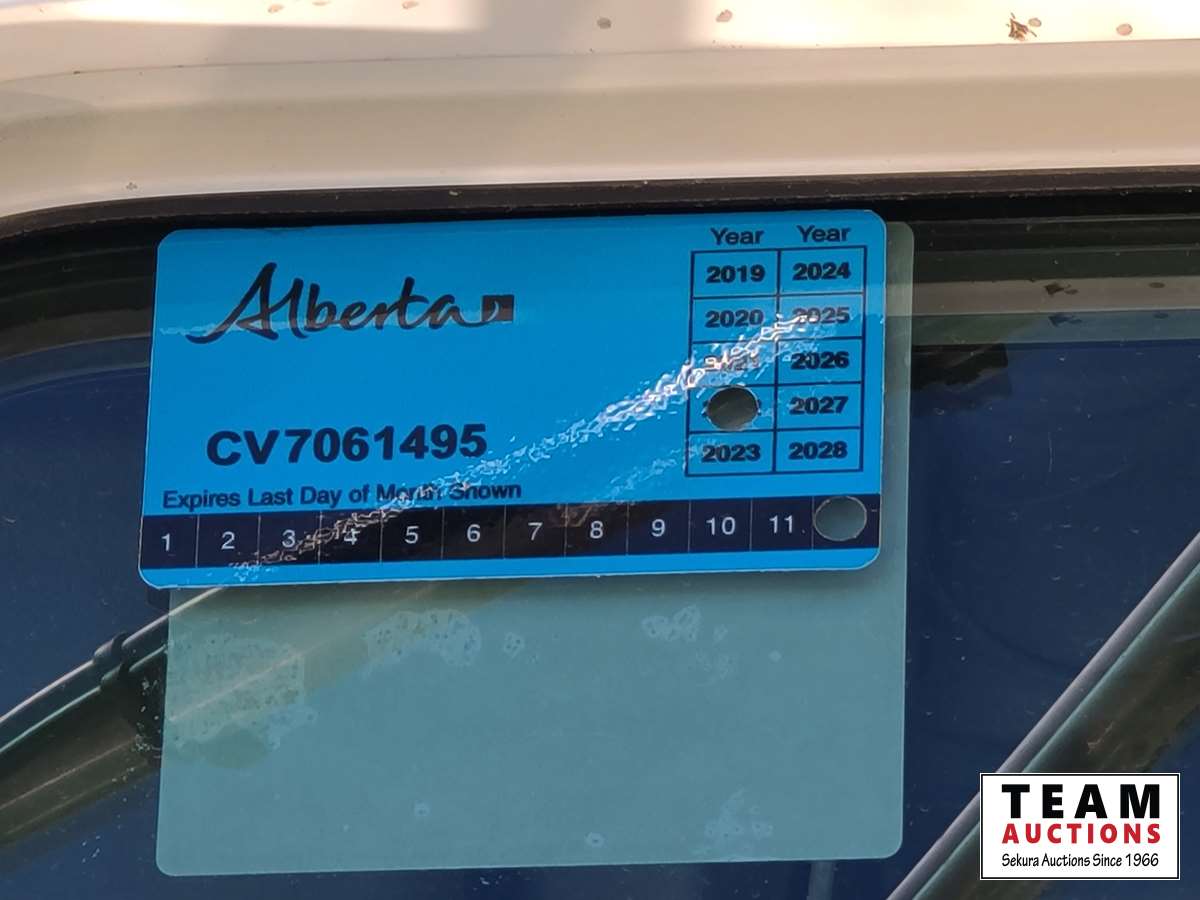 Year Year
2019 2024
2020 2025
2026
2027
2023 2028
Alberta
CV7061495
Expires Last Day of Month Shown
1 2 3 4 5 6 7 8 9 10 11
TEAM
AUCTIONS
Sekura Auctions Since 1966